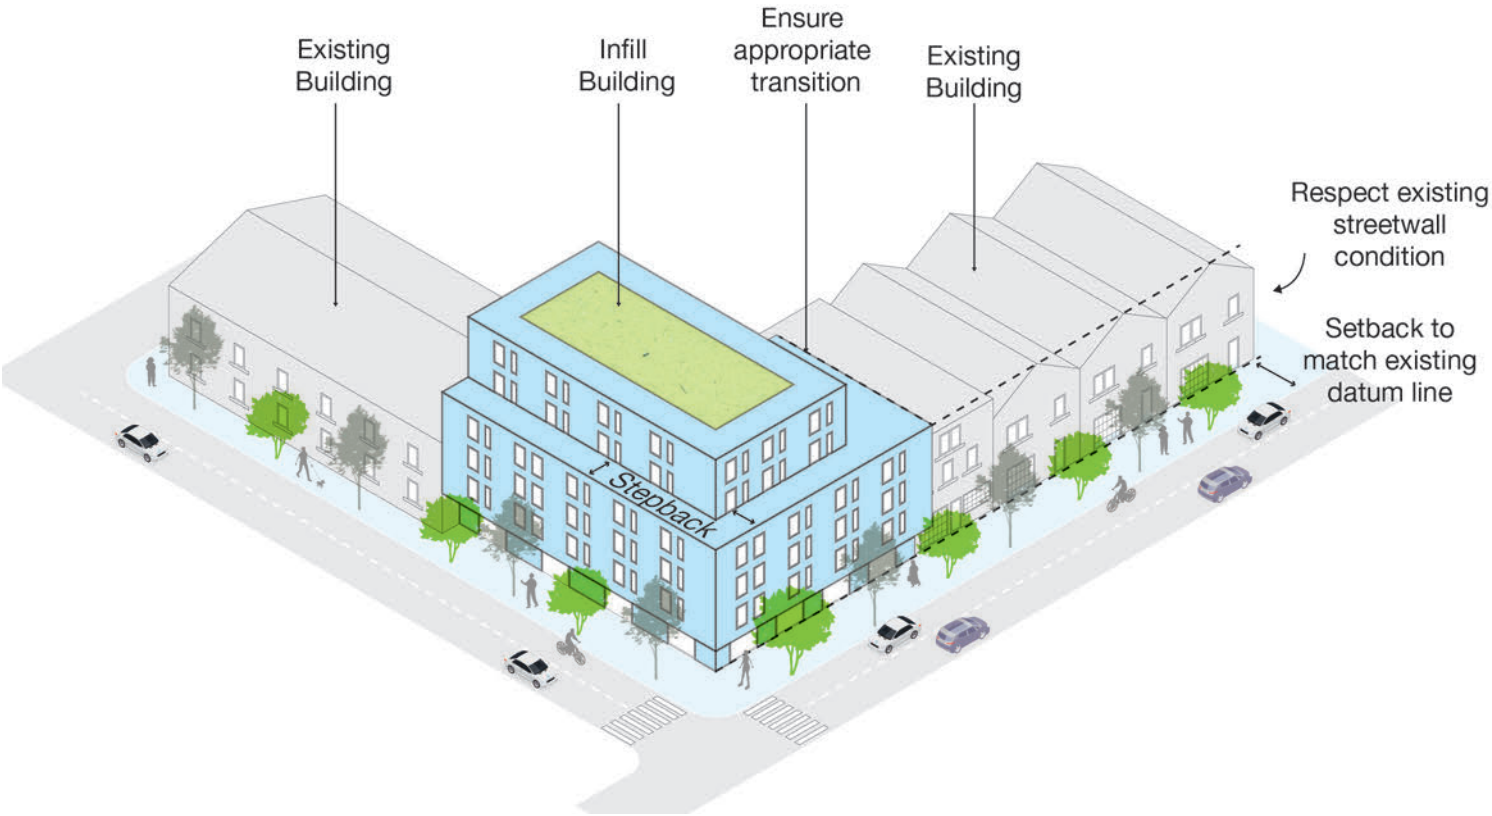 Existing
Building
Infill
Building
Ensure
appropriate
transition
Existing
Building
Respect existing
streetwall
condition
Setback to
match existing
datum line
Stepback